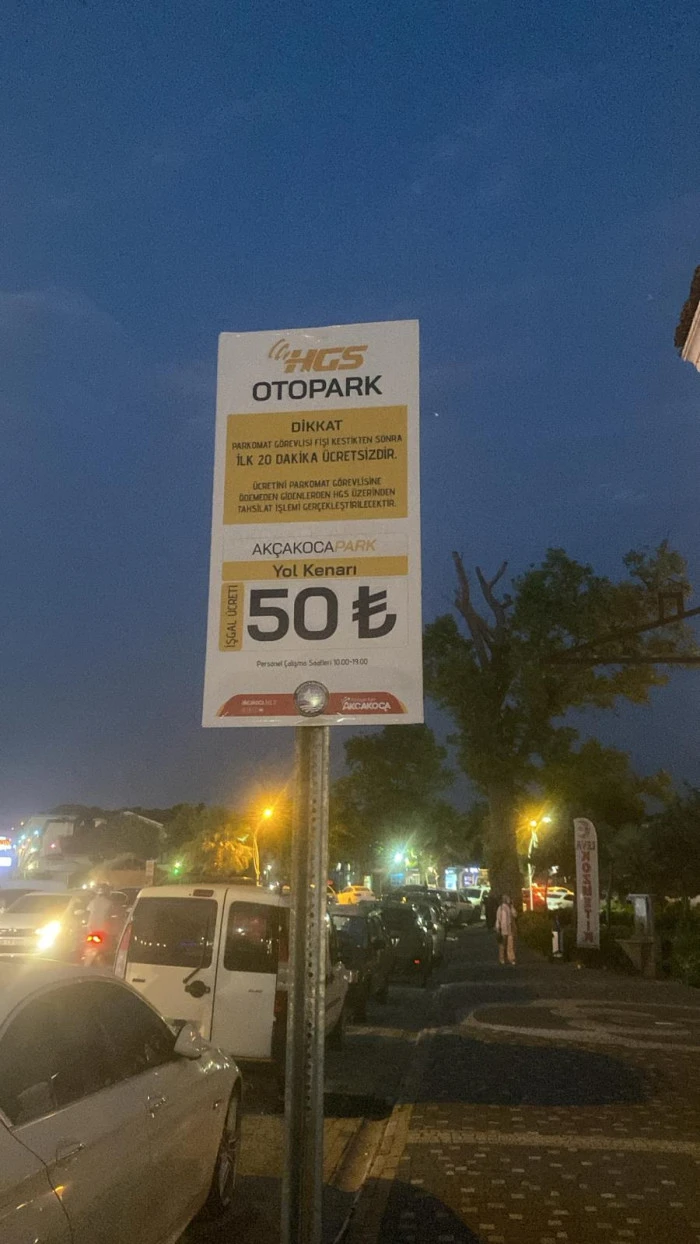 HGS
OTOPARK
DİKKAT
PARKOMAT GÖREVLİSİ FİŞİ KESTİKTEN SONRA
İLK 20 DAKİKA ÜCRETSİZDİR.
ÜCRETİNİ PARKOMAT GÖREVLİSİNE
ÖDEMEDEN GİDENLERDEN HGS ÜZERİNDEN
TAHSİLAT İŞLEMİ GERÇEKLEŞTİRİLECEKTİR.
AKÇAKOCAPARK
Yol Kenarı
İŞGAL ÜCRETİ
50 ₺
Personel Çalışma Saatleri 10.00-19.00
AKÇAKOCA
KOZMETİK